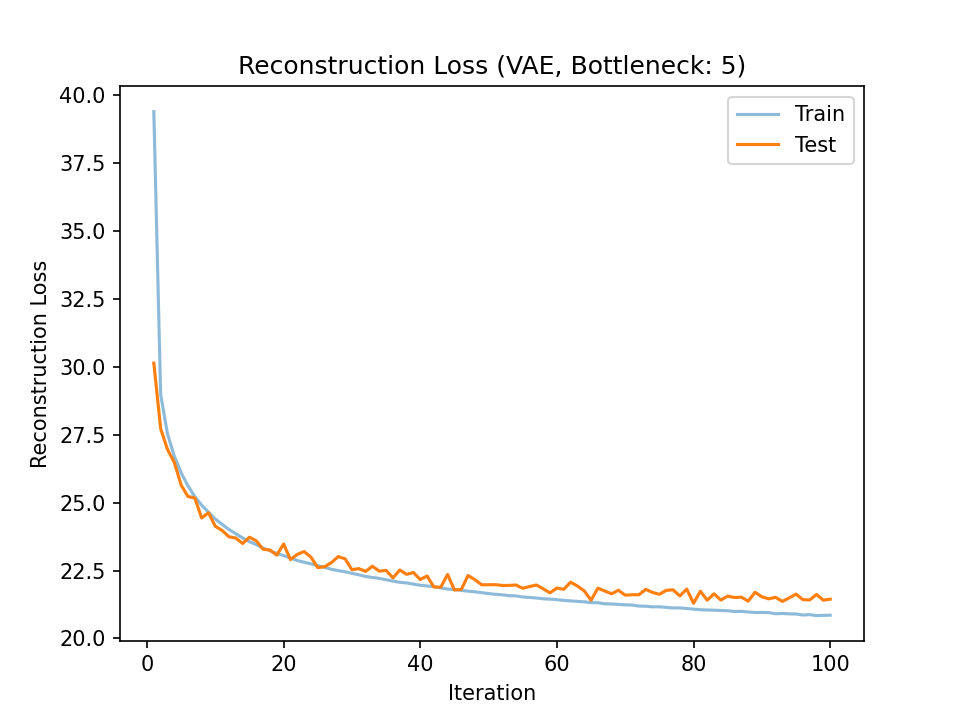 Reconstruction Loss (VAE, Bottleneck: 5)
Train
Test
Reconstruction Loss
40.0
37.5
35.0
32.5
30.0
27.5
25.0
22.5
20.0
0 20 40 60 80 100
Iteration